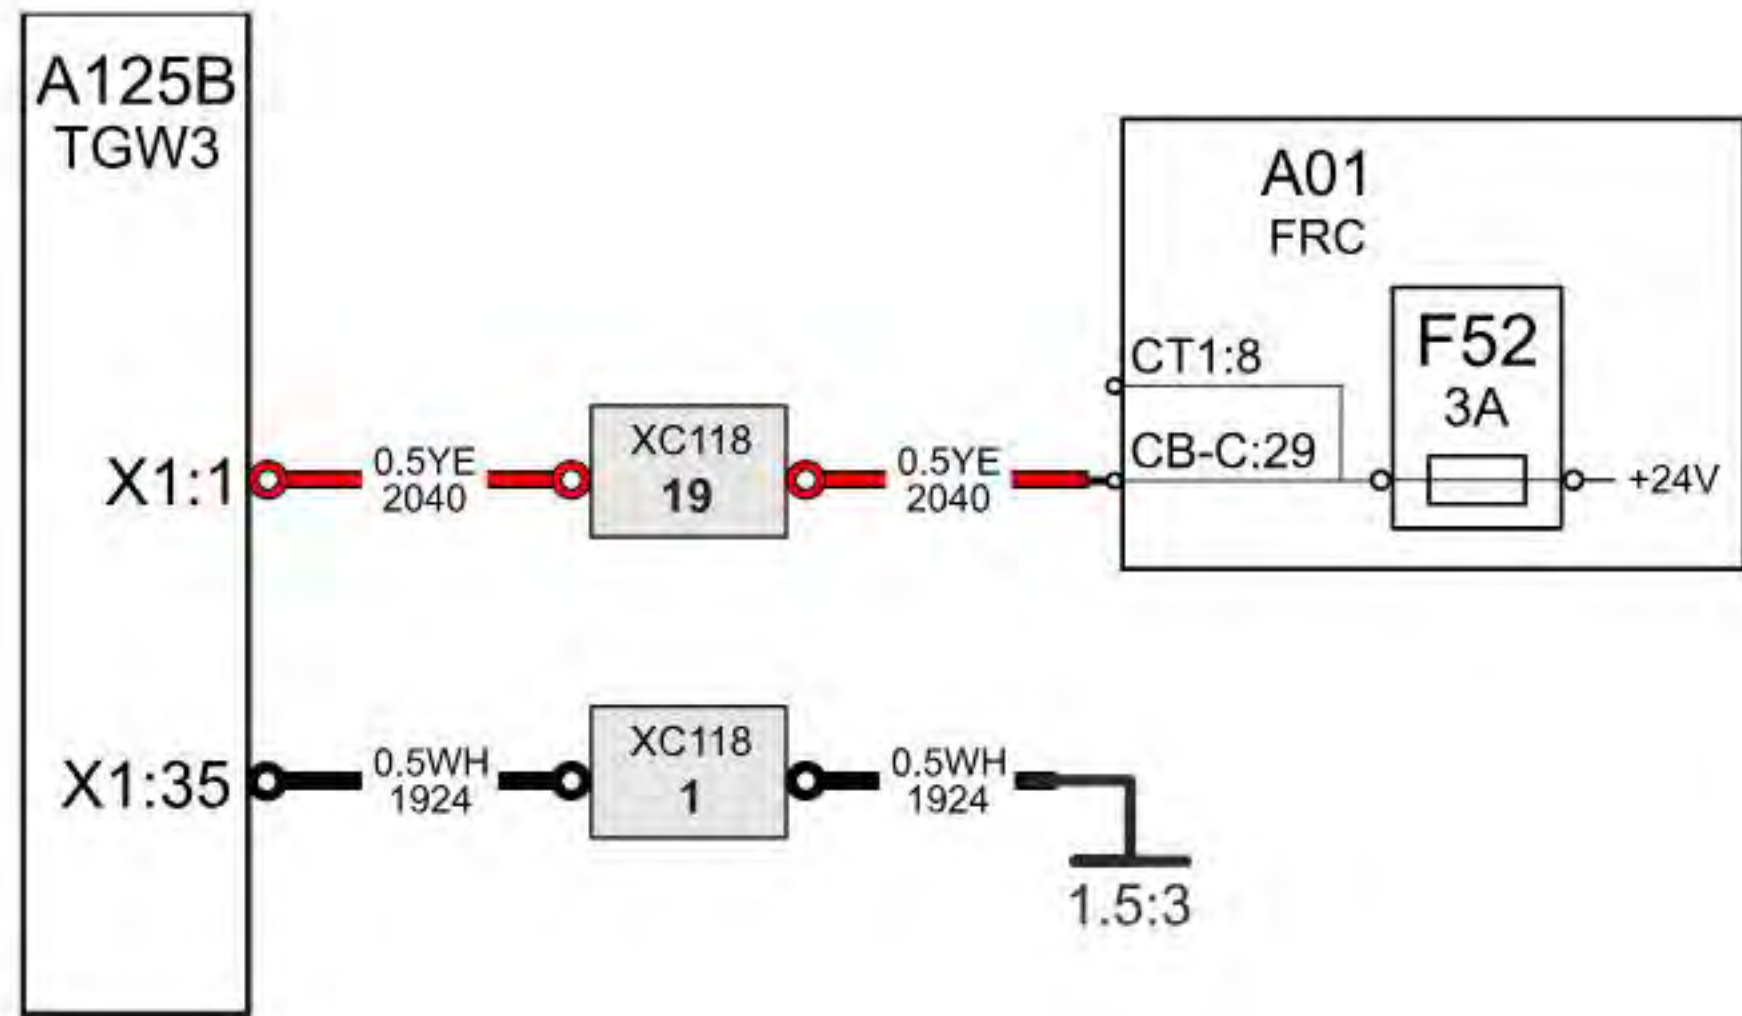 A125B
TGW3
A01
FRC
F52
3A
CT1:8
CB-C:29
+24V
X1:1
0.5YE
2040
XC118
19
0.5YE
2040
X1:35
0.5WH
1924
XC118
1
0.5WH
1924
1.5:3